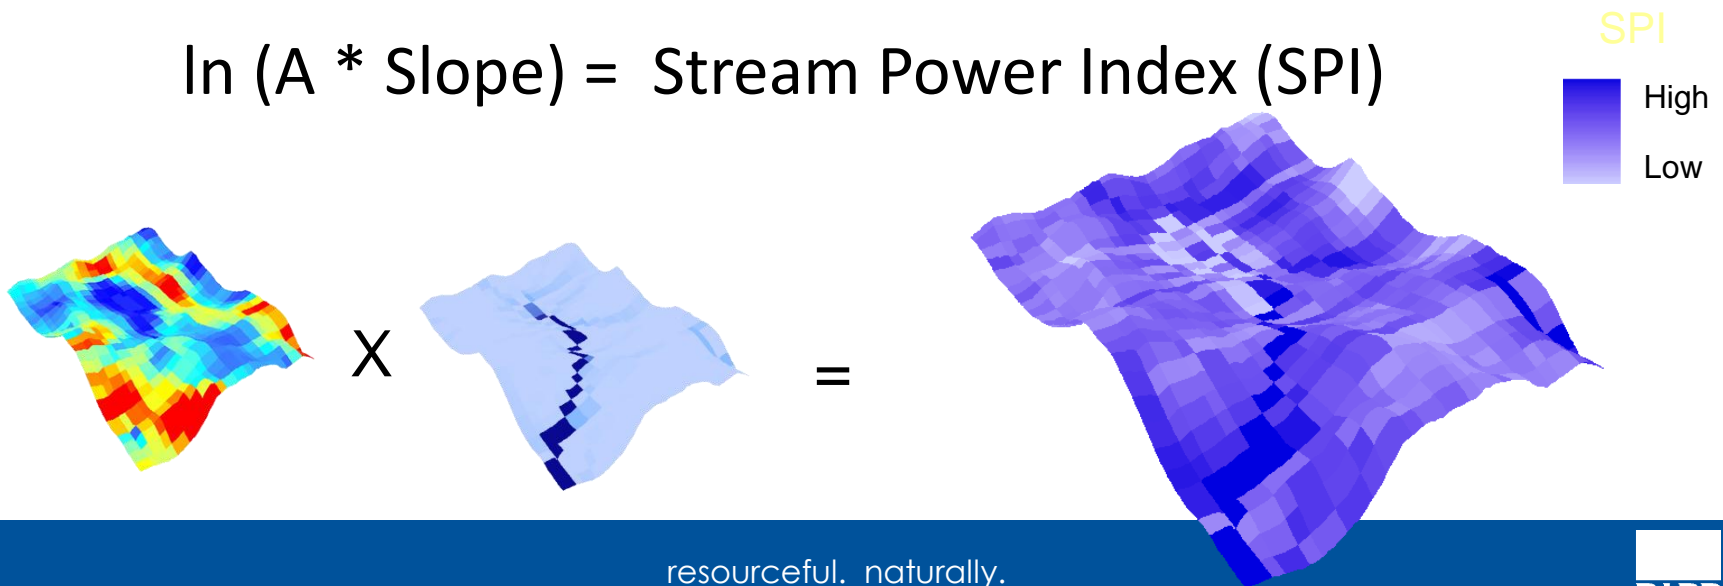 SPI
ln (A * Slope) = Stream Power Index (SPI)
High
Low
X
=
resourceful. naturally.